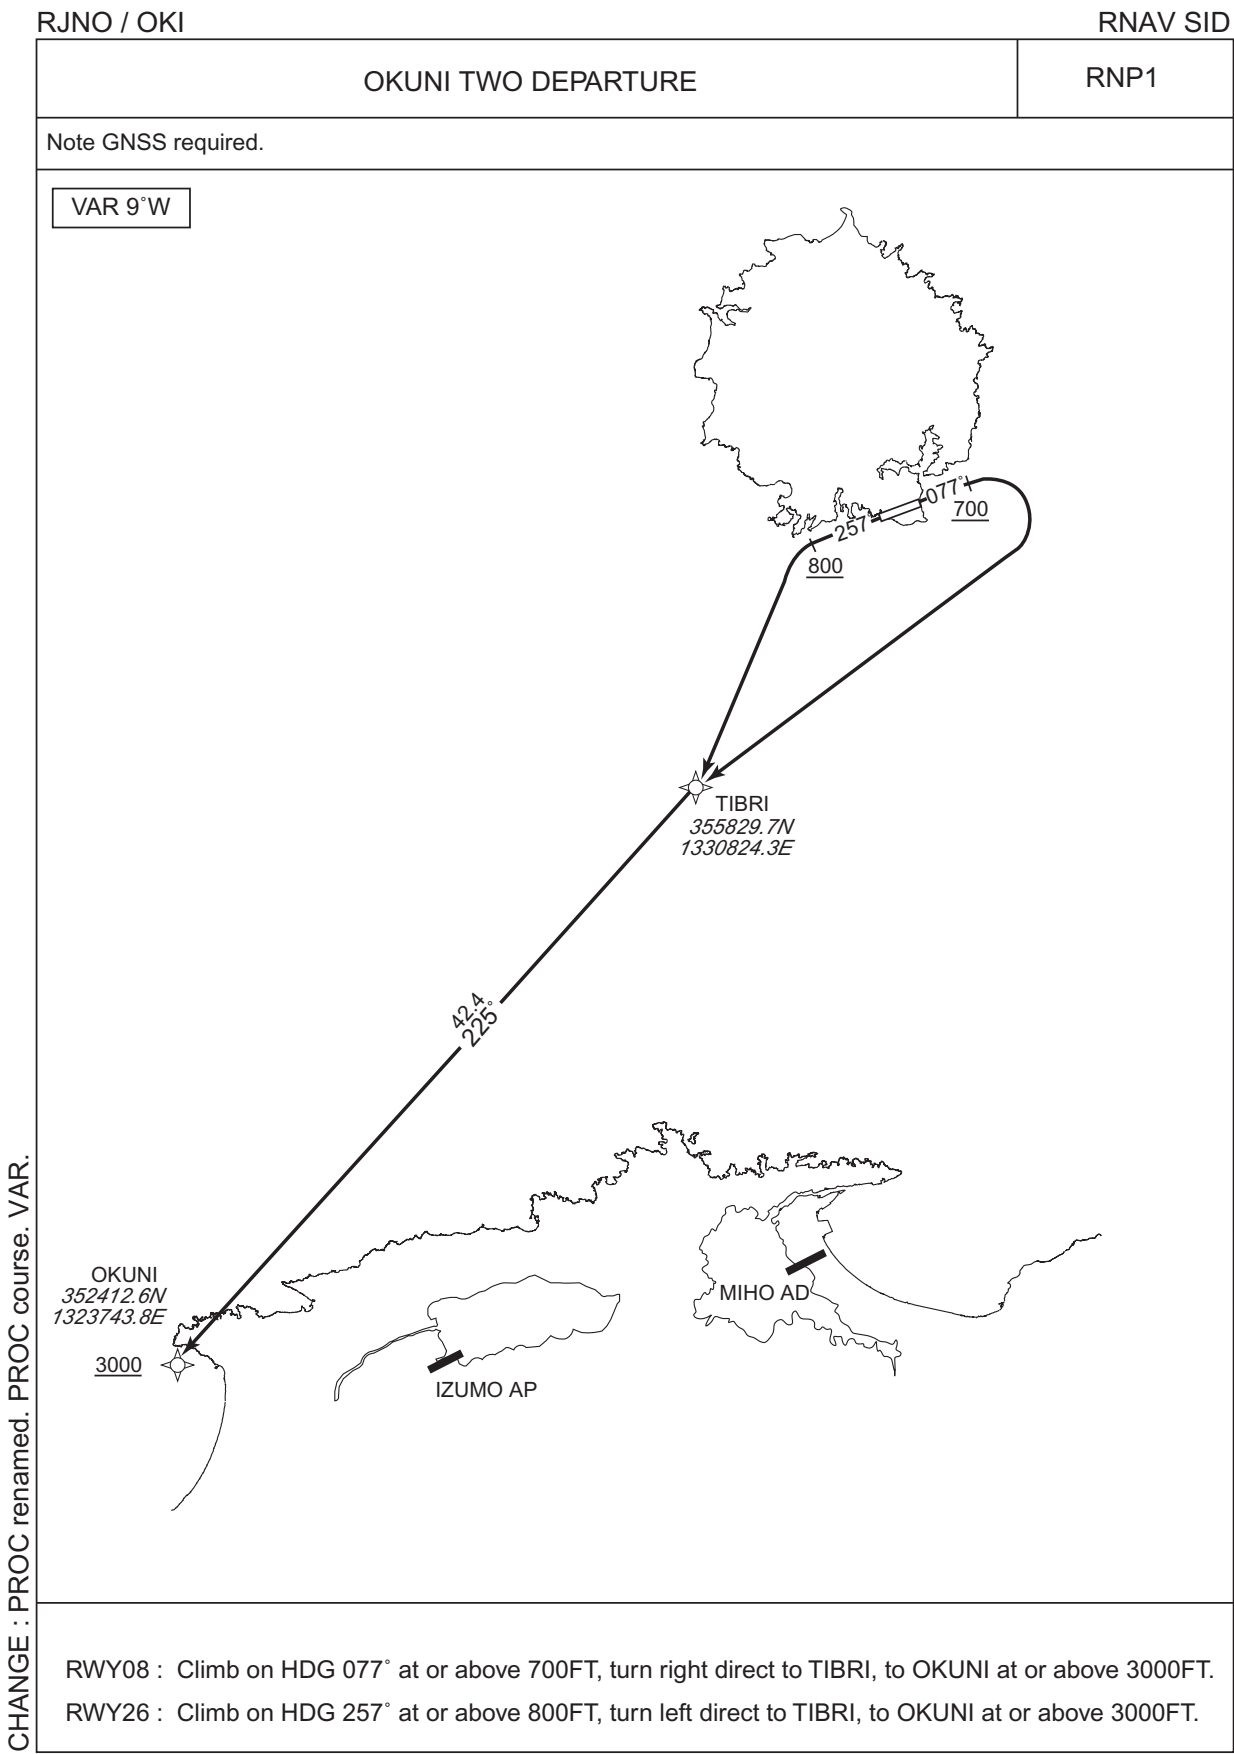 RJNO / OKI
RNAV SID
OKUNI TWO DEPARTURE
RNP1
Note GNSS required.
VAR 9˚W
077˚
700
257˚
800
TIBRI
355829.7N
1330824.3E
42.4
225˚
OKUNI
352412.6N
1323743.8E
3000
MIHO AD
IZUMO AP
RWY08 : Climb on HDG 077˚ at or above 700FT, turn right direct to TIBRI, to OKUNI at or above 3000FT.
RWY26 : Climb on HDG 257˚ at or above 800FT, turn left direct to TIBRI, to OKUNI at or above 3000FT.
CHANGE : PROC renamed. PROC course. VAR.